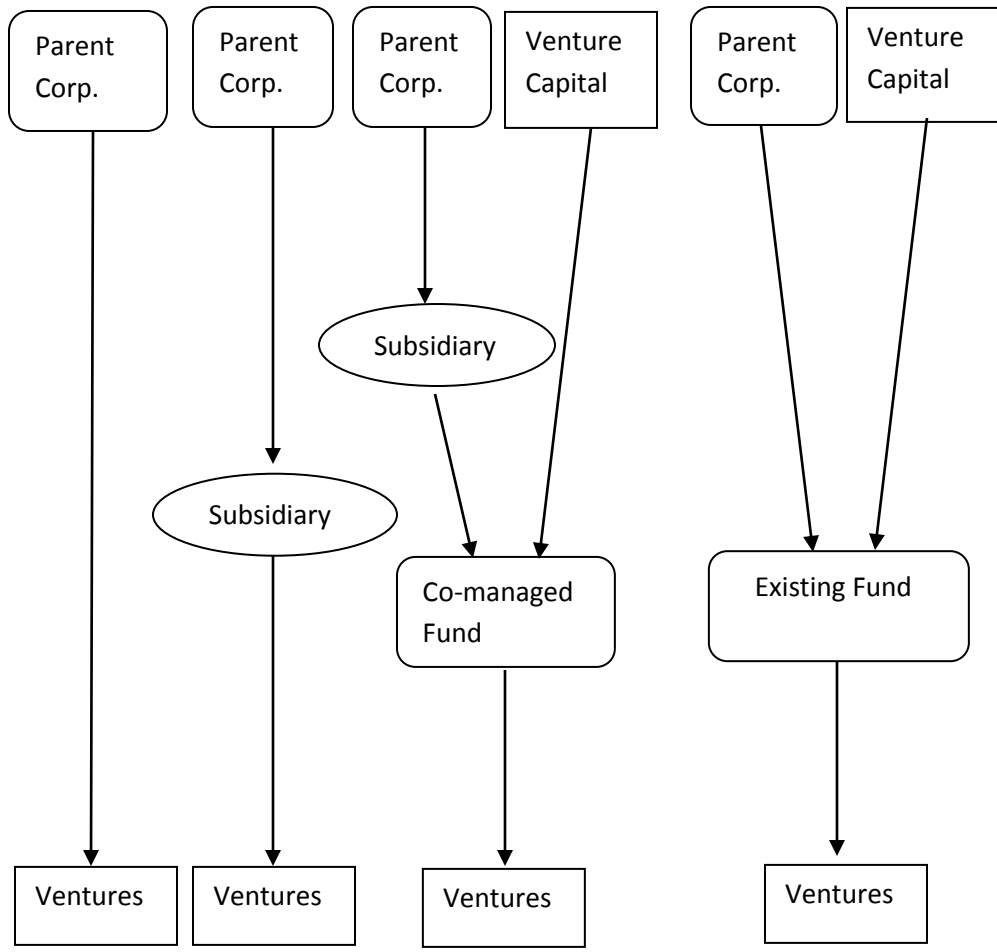 Parent
Corp.
Parent
Corp.
Parent
Corp.
Venture
Capital
Parent
Corp.
Venture
Capital
Subsidiary
Subsidiary
Co-managed
Fund
Existing Fund
Ventures
Ventures
Ventures
Ventures